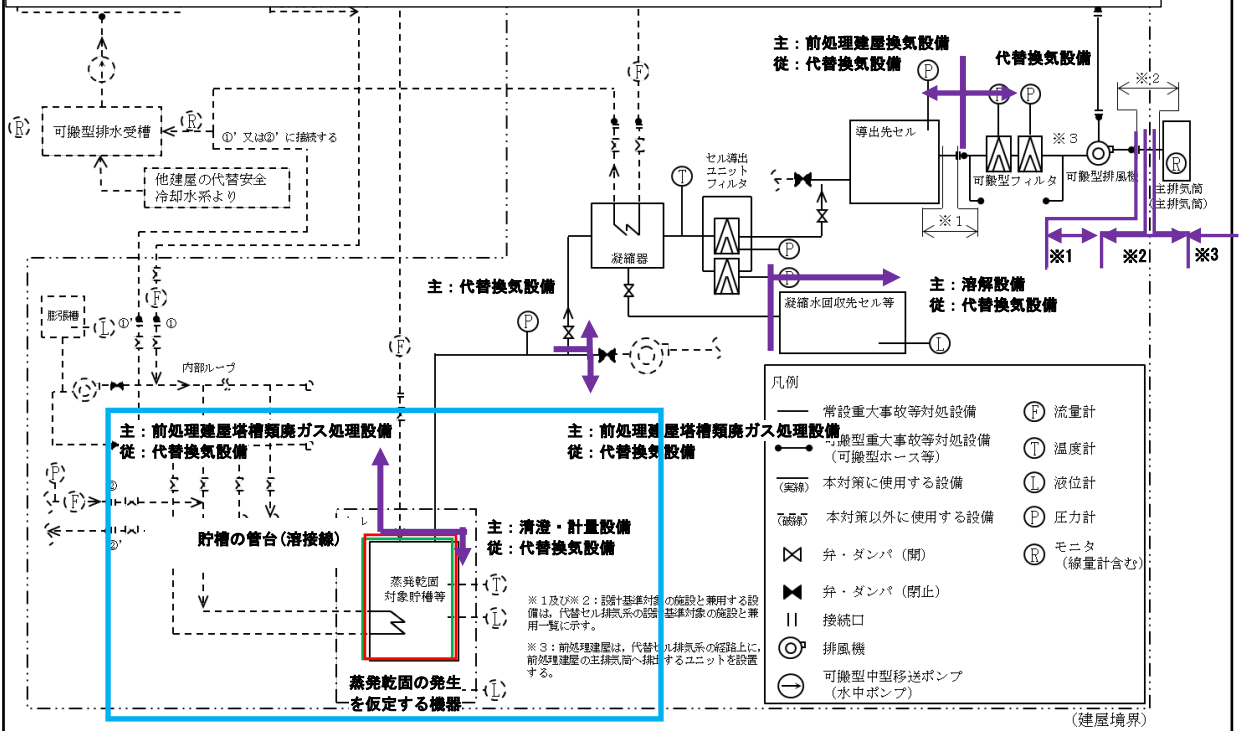 主：前処理建屋換気設備
従：代替換気設備
代替換気設備
P
P
P
F
※2
R
可搬型排水受槽
R
①’又は②’に接続する
導出先セル
※3
可搬型フィルタ
可搬型排風機
R
主排気筒
(主排気筒)
他建屋の代替安全
冷却水系より
セル導出
ユニット
フィルタ
T
※1
凝縮器
P
P
※1
※2
※3
主：代替換気設備
主：溶解設備
従：代替換気設備
凝縮水回収先セル等
L
膨張槽
L
①’
F
①
P
F
内部ループ
主：前処理建屋塔槽類廃ガス処理設備
従：代替換気設備
主：前処理建屋塔槽類廃ガス処理設備
従：代替換気設備
P
F
②
②’
貯槽の管台(溶接線)
ル
主：清澄・計量設備
従：代替換気設備
蒸発乾固
対象貯槽等
T
L
L
蒸発乾固の発生
を仮定する機器
※1及び※2：設計基準対象の施設と兼用する設
備は，代替セル排気系の設計基準対象の施設と兼
用一覧に示す。
※3：前処理建屋は，代替セル排気系の経路上に，
前処理建屋の主排気筒へ排出するユニットを設置
する。
凡例
常設重大事故等対処設備
可搬型重大事故等対処設備
(可搬型ホース等)
(実線)
本対策に使用する設備
(破線)
本対策以外に使用する設備
弁・ダンパ（開）
弁・ダンパ（閉止）
接続口
排風機
可搬型中型移送ポンプ
(水中ポンプ)
F 流量計
T 温度計
L 液位計
P 圧力計
R モニタ
(線量計含む)
(建屋境界)